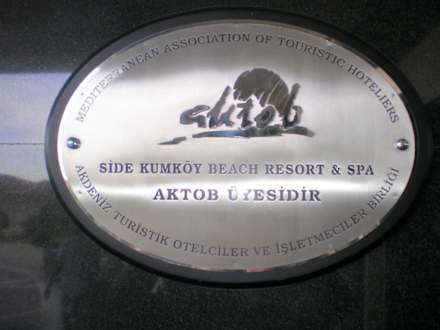 MEDITERRANEAN ASSOCIATION OF TOURISTIC HOTELIERS
aktob
SİDE KUMKÖY BEACH RESORT & SPA
AKTOB ÜYESİDİR
AKDENİZ TURİSTİK OTELCİLER VE İŞLETMECİLER BİRLİĞİ